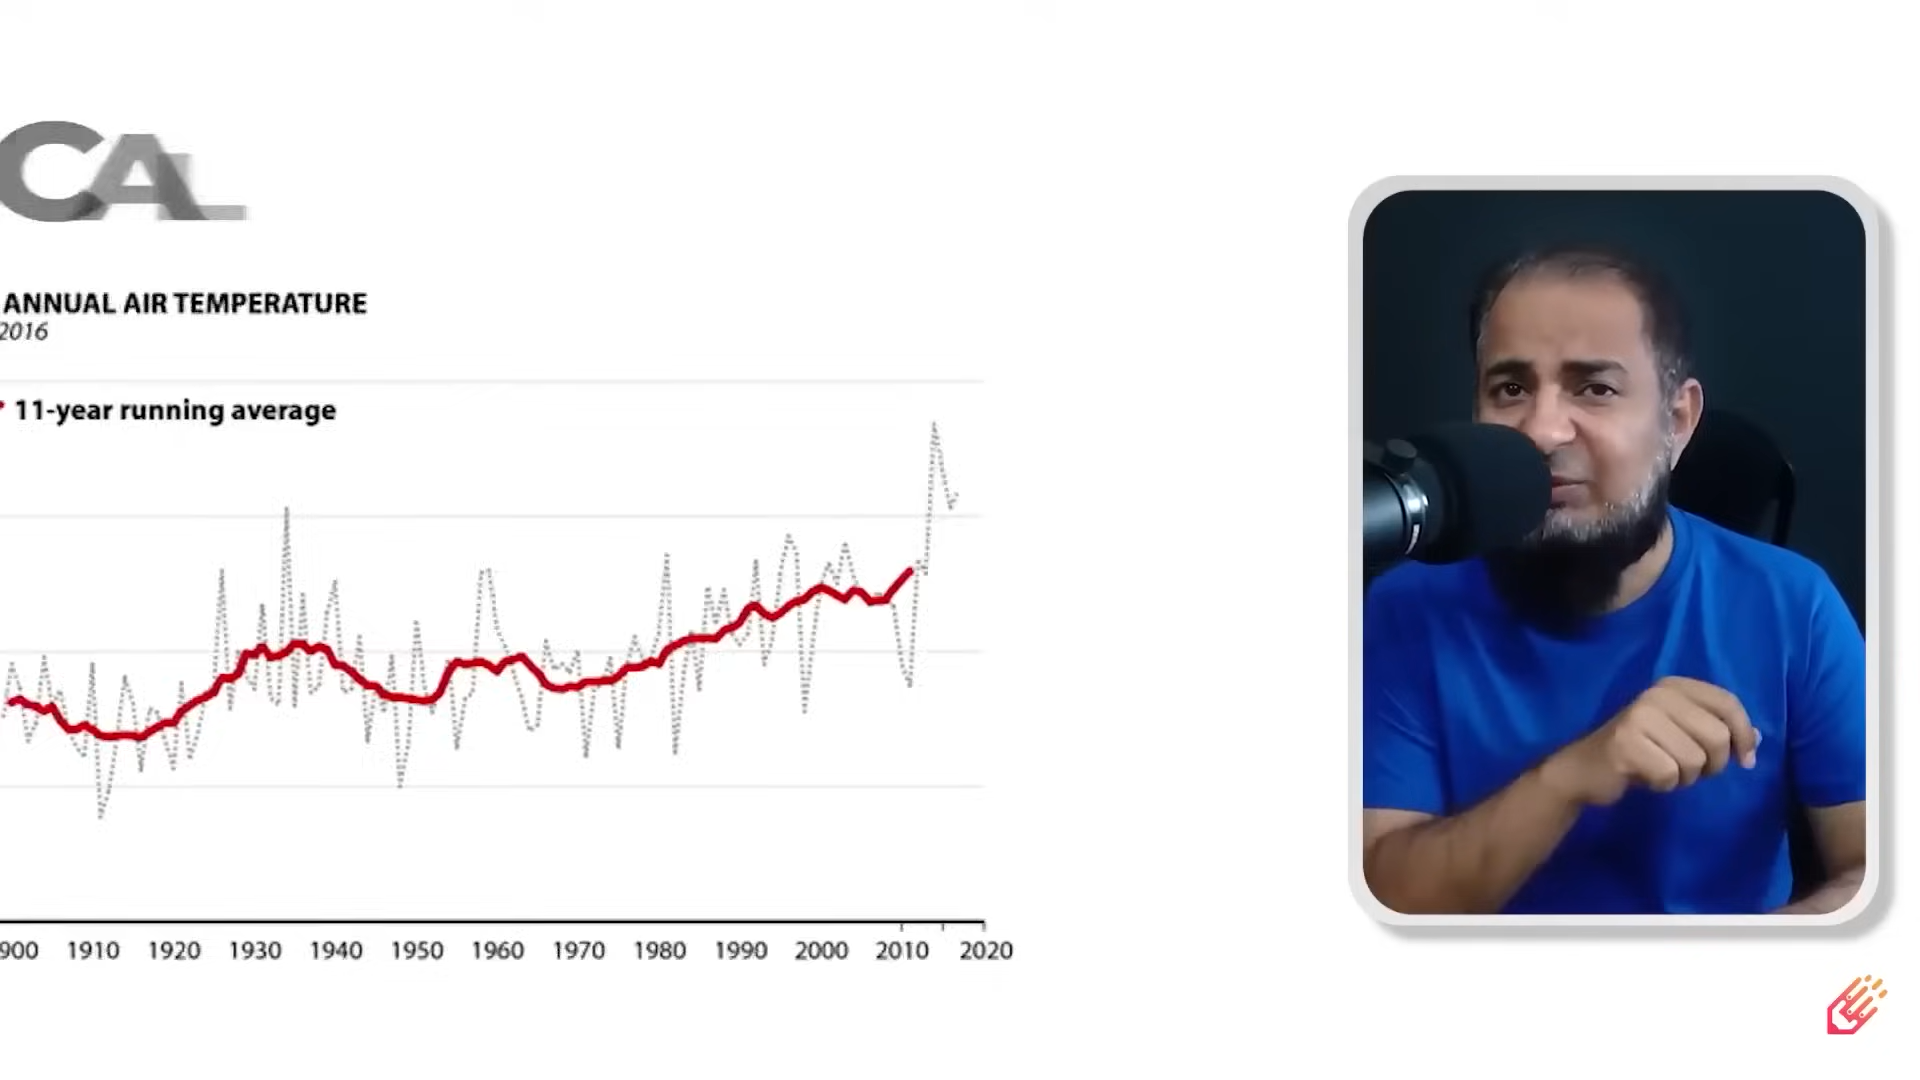 CAL
ANNUAL AIR TEMPERATURE
2016
11-year running average
900 1910 1920 1930 1940 1950 1960 1970 1980 1990 2000 2010 2020